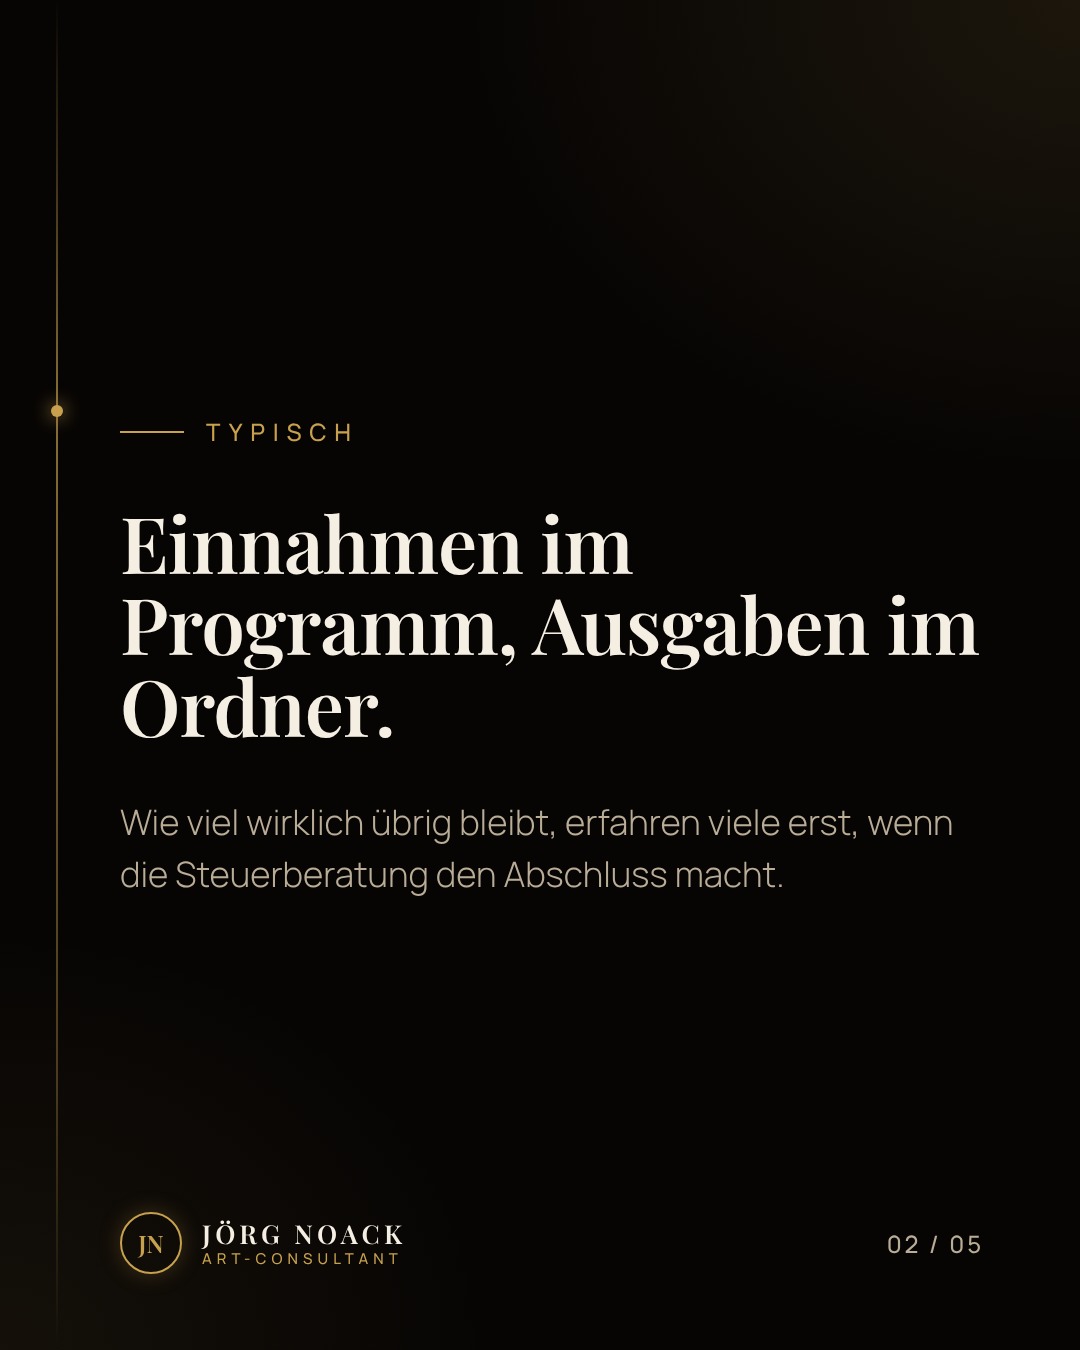 TYPISCH
Einnahmen im
Programm, Ausgaben im
Ordner.
Wie viel wirklich übrig bleibt, erfahren viele erst, wenn
die Steuerberatung den Abschluss macht.
JN
JÖRG NOACK
ART-CONSULTANT
02 / 05